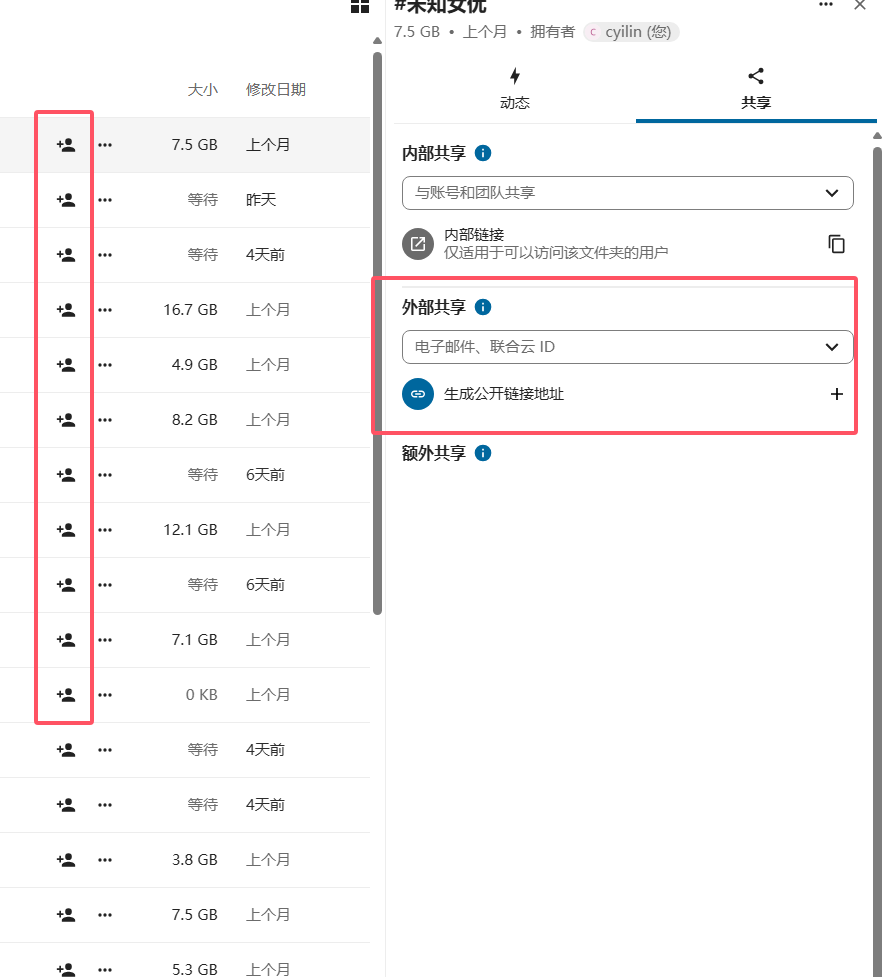 #未知女优
7.5 GB • 上个月 • 拥有者 c cyilin (您)
动态
共享
大小 修改日期
7.5 GB 上个月
等待 昨天
等待 4天前
16.7 GB 上个月
4.9 GB 上个月
8.2 GB 上个月
等待 6天前
12.1 GB 上个月
等待 6天前
7.1 GB 上个月
0 KB 上个月
等待 4天前
等待 4天前
3.8 GB 上个月
7.5 GB 上个月
5.3 GB 上个月
内部共享
与账号和团队共享
内部链接
仅适用于可以访问该文件夹的用户
外部共享
电子邮件、联合云 ID
生成公开链接地址
额外共享